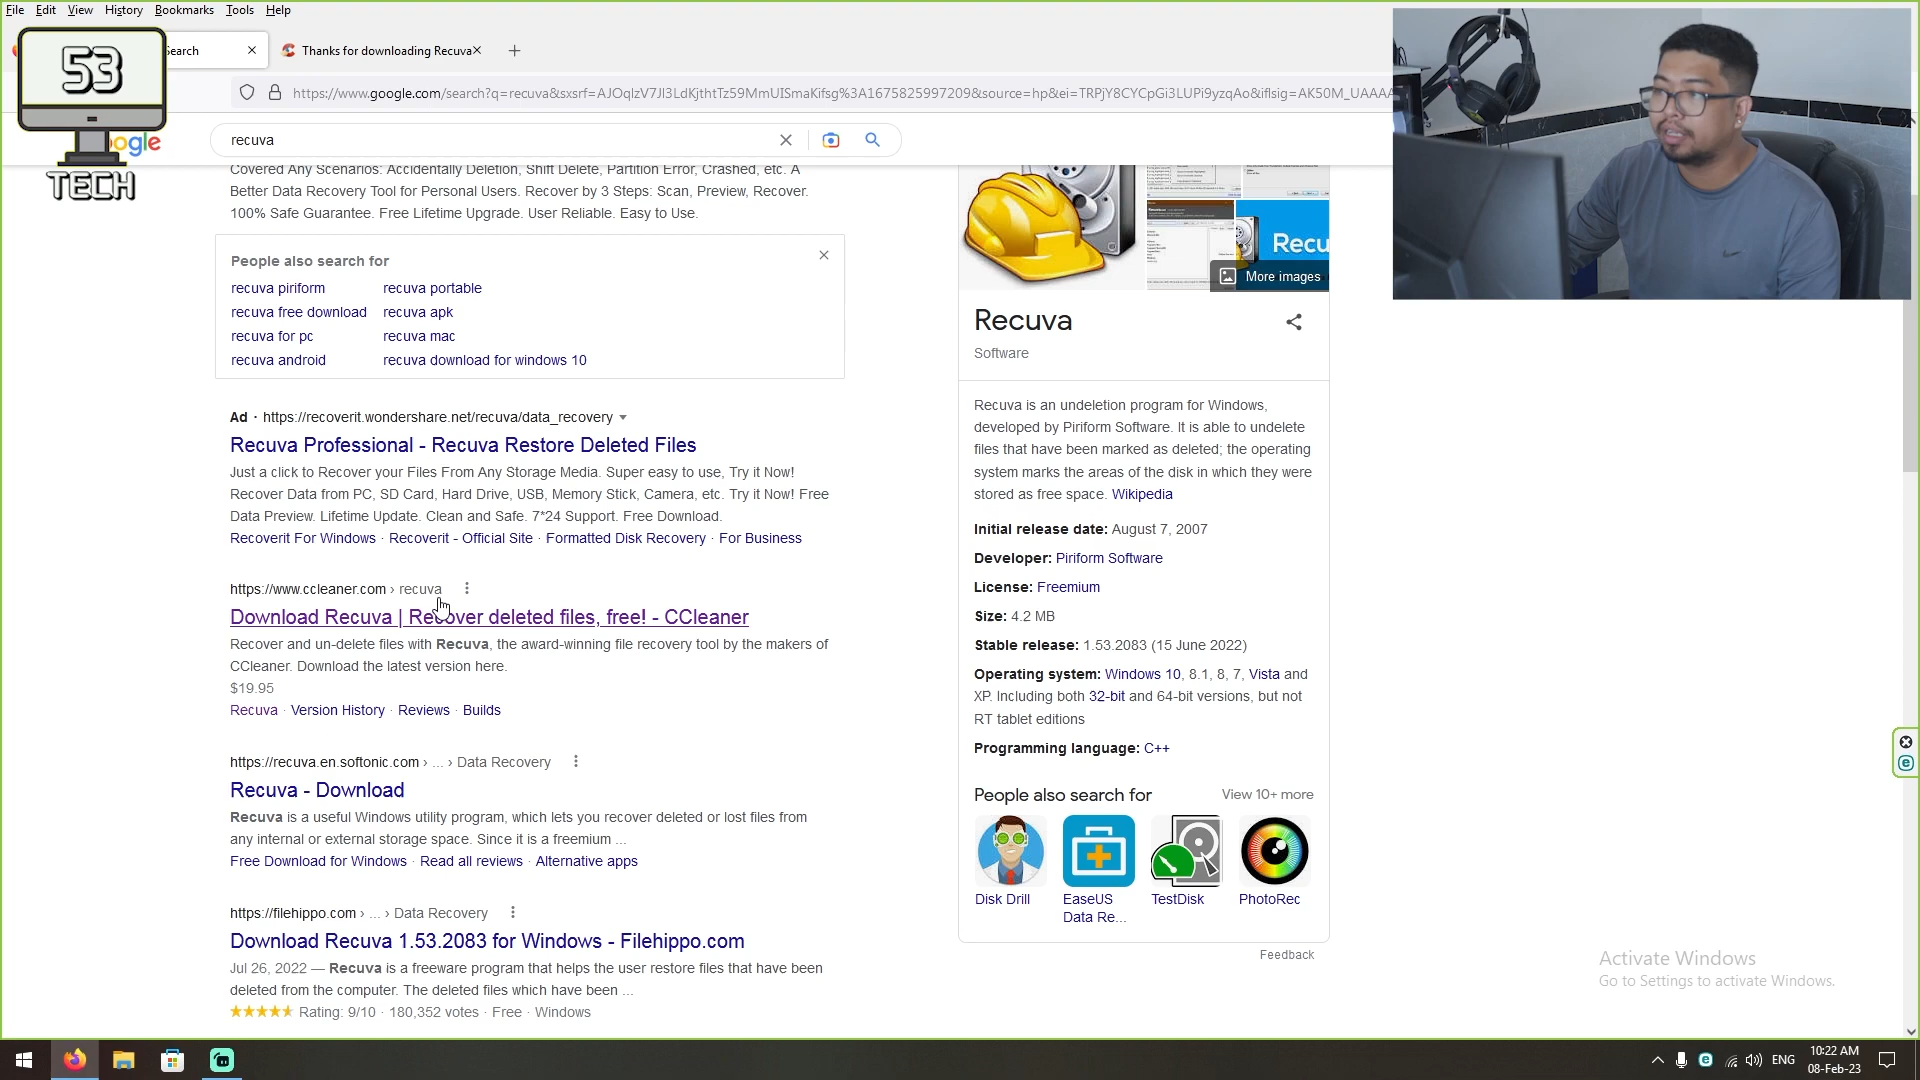 File Edit View History Bookmarks Tools Help
53
TECH
Search
Thanks for downloading Recuva
https://www.google.com/search?q=recuva&sxsrf=AJOqlzV7Jl3LdKjthtTz59MmUISmaKifsg%3A1675825997209&source=hp&ei=TRPjY8CYCpGi3LUPi9yzqAo&iflsig=AK50M_UAAAA
ogle
recuva
Covered Any Scenarios: Accidentally Deletion, Shift Delete, Partition Error, Crashed, etc. A
Better Data Recovery Tool for Personal Users. Recover by 3 Steps: Scan, Preview, Recover.
100% Safe Guarantee. Free Lifetime Upgrade. User Reliable. Easy to Use.
People also search for
recuva piriform recuva portable
recuva free download recuva apk
recuva for pc recuva mac
recuva android recuva download for windows 10
Ad · https://recoverit.wondershare.net/recuva/data_recovery
Recuva Professional - Recuva Restore Deleted Files
Just a click to Recover your Files From Any Storage Media. Super easy to use, Try it Now!
Recover Data from PC, SD Card, Hard Drive, USB, Memory Stick, Camera, etc. Try it Now! Free
Data Preview. Lifetime Update. Clean and Safe. 7*24 Support. Free Download.
Recoverit For Windows · Recoverit - Official Site · Formatted Disk Recovery · For Business
https://www.ccleaner.com › recuva
Download Recuva | Recover deleted files, free! - CCleaner
Recover and un-delete files with Recuva, the award-winning file recovery tool by the makers of
CCleaner. Download the latest version here.
$19.95
Recuva · Version History · Reviews · Builds
https://recuva.en.softonic.com › ... › Data Recovery
Recuva - Download
Recuva is a useful Windows utility program, which lets you recover deleted or lost files from
any internal or external storage space. Since it is a freemium ...
Free Download for Windows · Read all reviews · Alternative apps
https://filehippo.com › ... › Data Recovery
Download Recuva 1.53.2083 for Windows - Filehippo.com
Jul 26, 2022 — Recuva is a freeware program that helps the user restore files that have been
deleted from the computer. The deleted files which have been ...
Rating: 9/10 · 180,352 votes · Free · Windows
Recu
More images
Recuva
Software
Recuva is an undeletion program for Windows,
developed by Piriform Software. It is able to undelete
files that have been marked as deleted; the operating
system marks the areas of the disk in which they were
stored as free space. Wikipedia
Initial release date: August 7, 2007
Developer: Piriform Software
License: Freemium
Size: 4.2 MB
Stable release: 1.53.2083 (15 June 2022)
Operating system: Windows 10, 8.1, 8, 7, Vista and
XP. Including both 32-bit and 64-bit versions, but not
RT tablet editions
Programming language: C++
People also search for View 10+ more
Disk Drill EaseUS TestDisk PhotoRec
Data Re...
Feedback
Activate Windows
Go to Settings to activate Windows.
ENG
10:22 AM
08-Feb-23